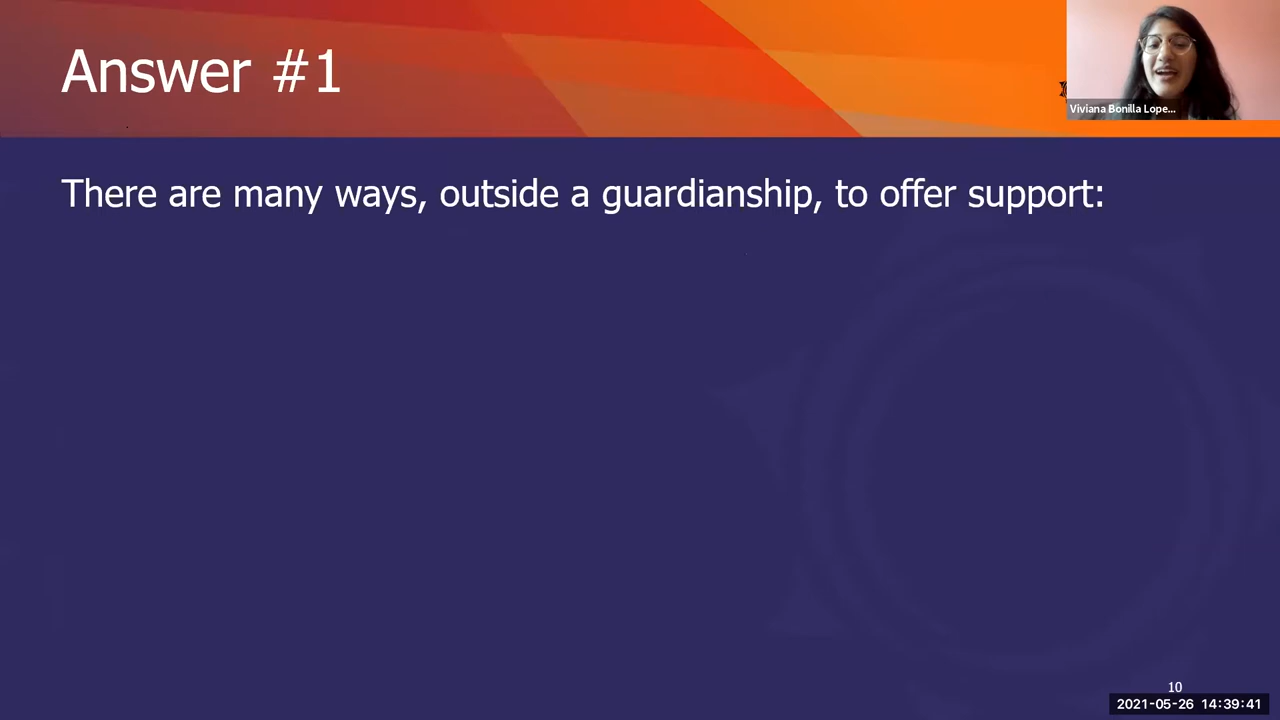 Answer #1
Viviana Bonilla Lope...
There are many ways, outside a guardianship, to offer support:
10
2021-05-26 14:39:41